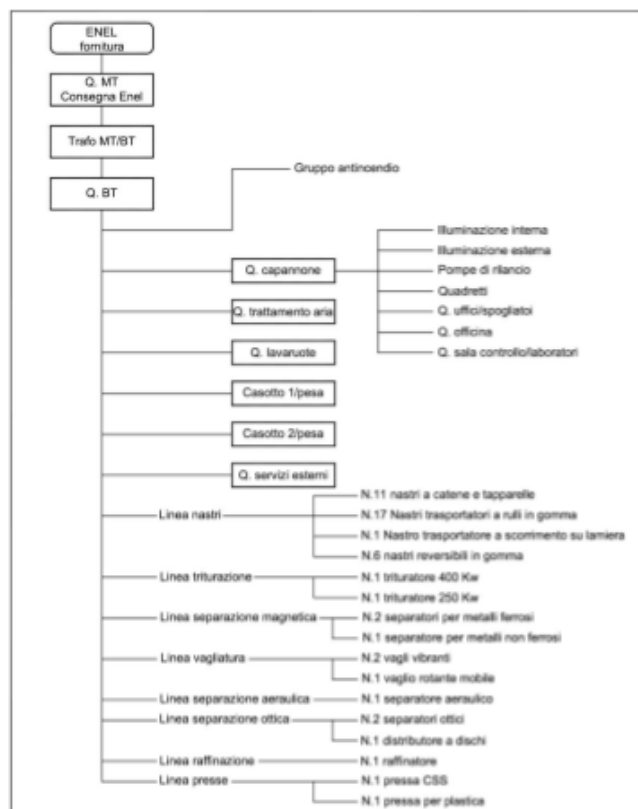 ENEL
fornitura
Q. MT
Consegna Enel
Trafo MT/BT
Q. BT
Gruppo antincendio
Q. capannone
Illuminazione interna
Illuminazione esterna
Pompe di rilancio
Quadretti
Q. uffici/spogliatoi
Q. officina
Q. sala controllo/laboratori
Q. trattamento aria
Q. lavaruote
Casotto 1/pesa
Casotto 2/pesa
Q. servizi esterni
Linea nastri
N.11 nastri a catene e tapparelle
N.17 Nastri trasportatori a rulli in gomma
N.1 Nastro trasportatore a scorrimento su lamiera
N.6 nastri reversibili in gomma
Linea triturazione
N.1 trituratore 400 Kw
N.1 trituratore 250 Kw
Linea separazione magnetica
N.2 separatori per metalli ferrosi
N.1 separatore per metalli non ferrosi
Linea vagliatura
N.2 vagli vibranti
N.1 vaglio rotante mobile
Linea separazione aeraulica
N.1 separatore aeraulico
Linea separazione ottica
N.2 separatori ottici
N.1 distributore a dischi
Linea raffinazione
N.1 raffinatore
Linea presse
N.1 pressa CSS
N.1 pressa per plastica